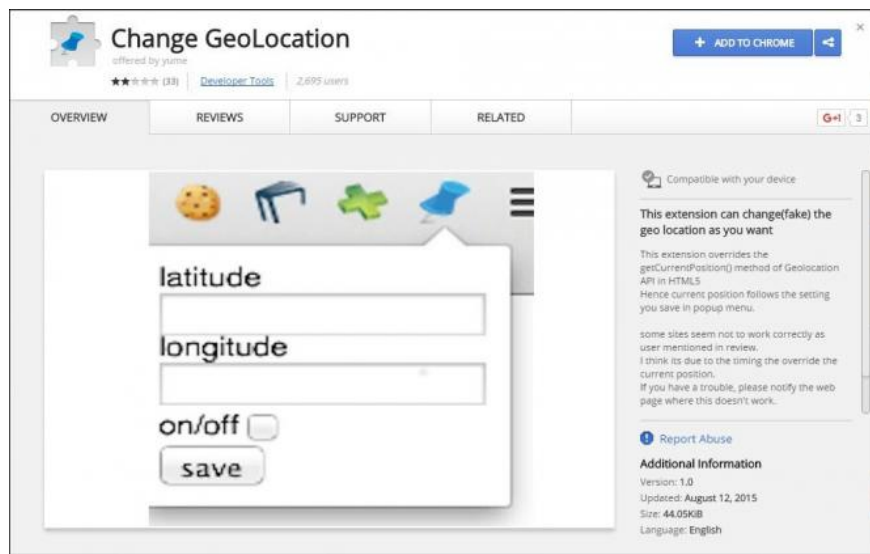 Change GeoLocation
offered by yume
(33) Developer Tools 2,695 users
+ ADD TO CHROME
OVERVIEW REVIEWS SUPPORT RELATED
G+1 3
latitude
longitude
on/off
save
Compatible with your device
This extension can change(fake) the
geo location as you want
This extension overrides the
getCurrentPosition() method of Geolocation
API in HTML5
Hence current position follows the setting
you save in popup menu.
some sites seem not to work correctly as
user mentioned in review.
I think its due to the timing the override the
current position.
If you have a trouble, please notify the web
page where this doesn't work.
Report Abuse
Additional Information
Version: 1.0
Updated: August 12, 2015
Size: 44.05KiB
Language: English